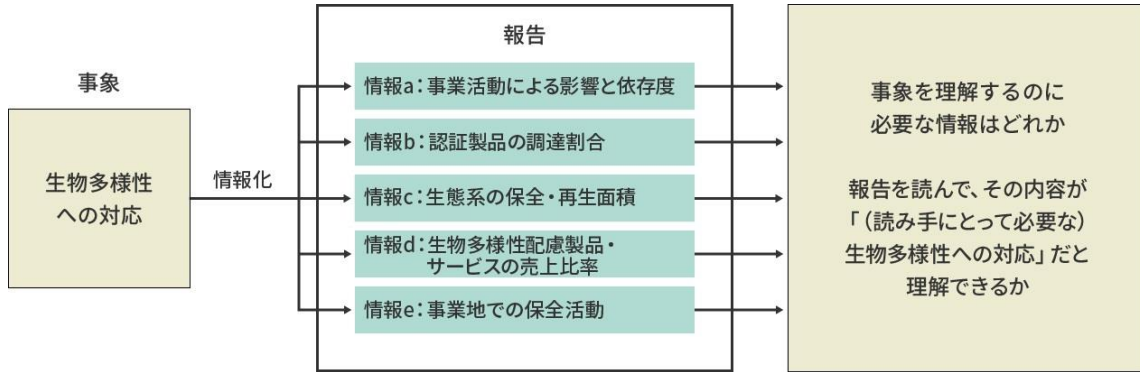 事象
生物多様性
への対応
情報化
報告
情報a：事業活動による影響と依存度
情報b：認証製品の調達割合
情報c：生態系の保全・再生面積
情報d：生物多様性配慮製品・
サービスの売上比率
情報e：事業地での保全活動
事象を理解するのに
必要な情報はどれか
報告を読んで、その内容が
「（読み手にとって必要な）
生物多様性への対応」だと
理解できるか